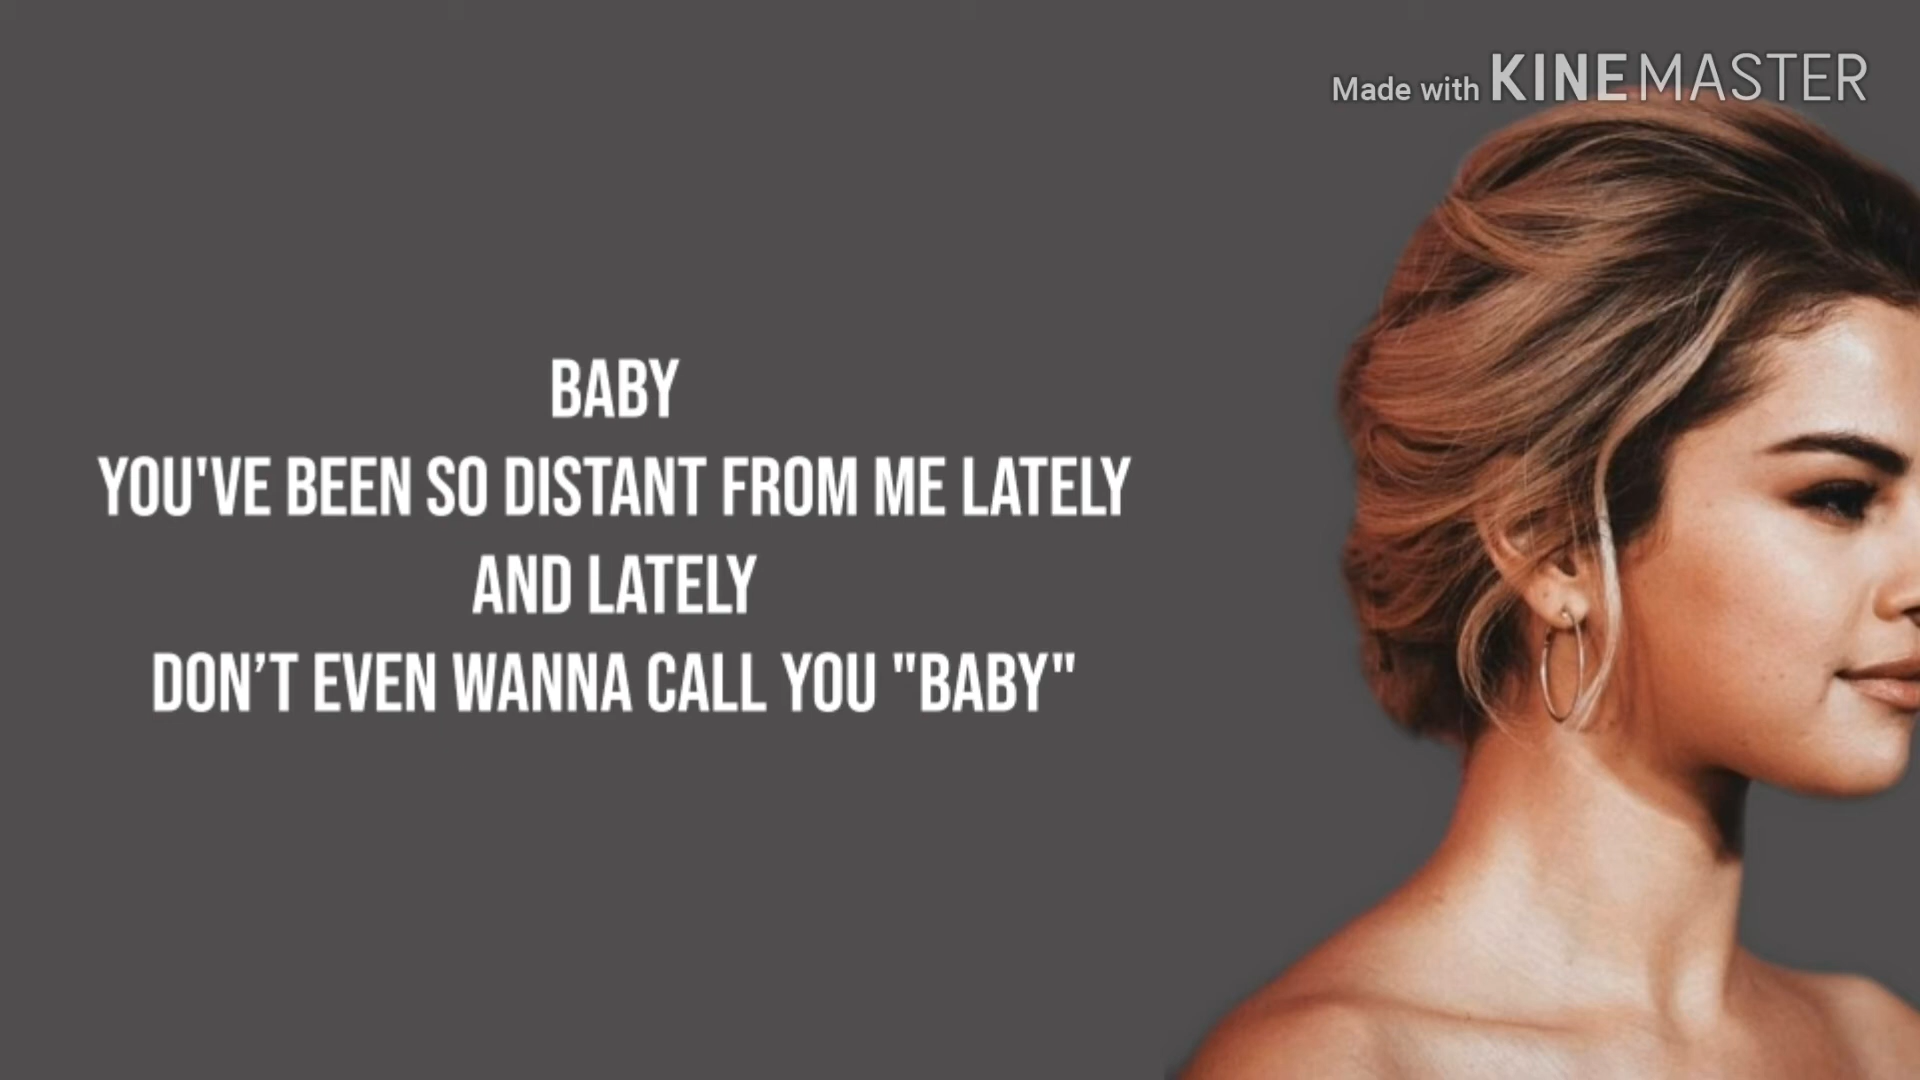 Made with KINEMASTER
BABY
YOU'VE BEEN SO DISTANT FROM ME LATELY
AND LATELY
DON’T EVEN WANNA CALL YOU "BABY"